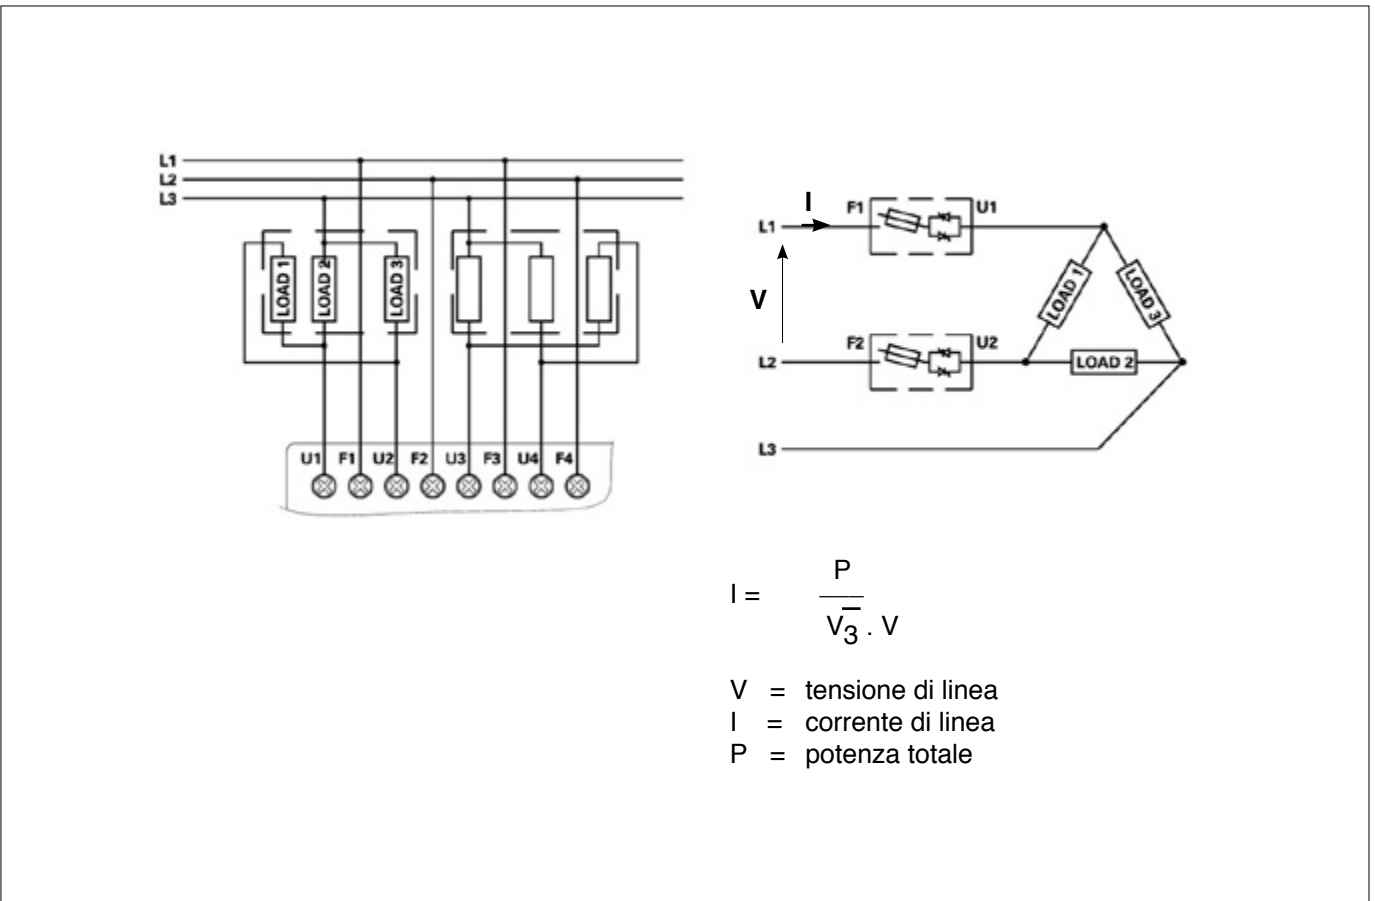 L1
L2
L3
LOAD 1
LOAD 2
LOAD 3
U1 F1 U2 F2 U3 F3 U4 F4
I
F1 U1
L1
V
LOAD 1
LOAD 3
F2 U2
L2
LOAD 2
L3
P
I =
V3 . V
V = tensione di linea
I = corrente di linea
P = potenza totale